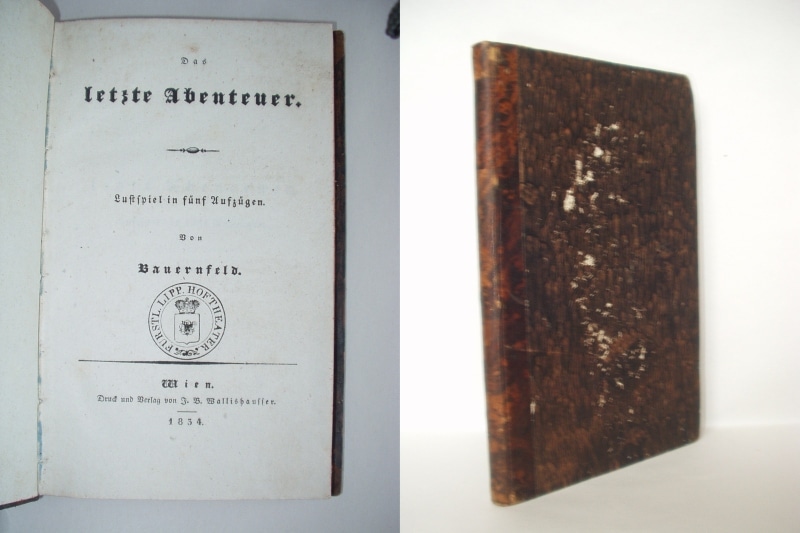 Das
letzte Abenteuer.
Lustspiel in fünf Aufzügen.
Von
Bauernfeld.
FÜRSTL. LIPP. HOFTHEATER
Wien.
Druck und Verlag von J. B. Wallishausser.
1834.